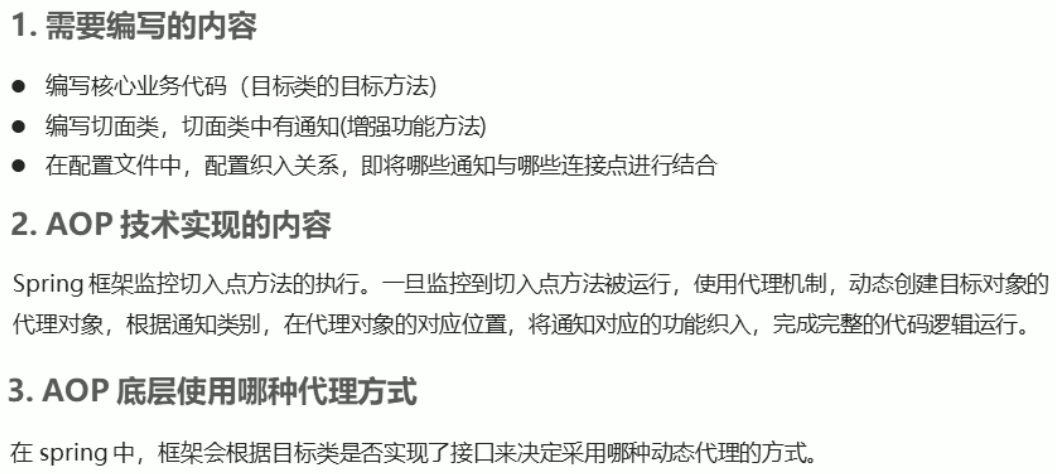 1. 需要编写的内容
● 编写核心业务代码（目标类的目标方法)
● 编写切面类，切面类中有通知(增强功能方法)
● 在配置文件中，配置织入关系，即将哪些通知与哪些连接点进行结合
2. AOP 技术实现的内容
Spring 框架监控切入点方法的执行。一旦监控到切入点方法被运行，使用代理机制，动态创建目标对象的
代理对象，根据通知类别，在代理对象的对应位置，将通知对应的功能织入，完成完整的代码逻辑运行。
3. AOP 底层使用哪种代理方式
在 spring 中，框架会根据目标类是否实现了接口来决定采用哪种动态代理的方式。